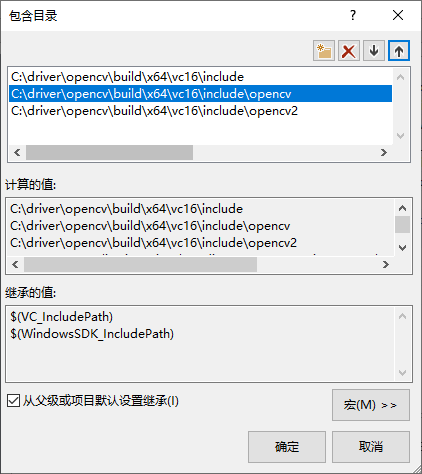 包含目录
? ×
C:\driver\opencv\build\x64\vc16\include
C:\driver\opencv\build\x64\vc16\include\opencv
C:\driver\opencv\build\x64\vc16\include\opencv2
计算的值:
C:\driver\opencv\build\x64\vc16\include
C:\driver\opencv\build\x64\vc16\include\opencv
C:\driver\opencv\build\x64\vc16\include\opencv2
继承的值:
$(VC_IncludePath)
$(WindowsSDK_IncludePath)
从父级或项目默认设置继承(I)
宏(M) >>
确定
取消